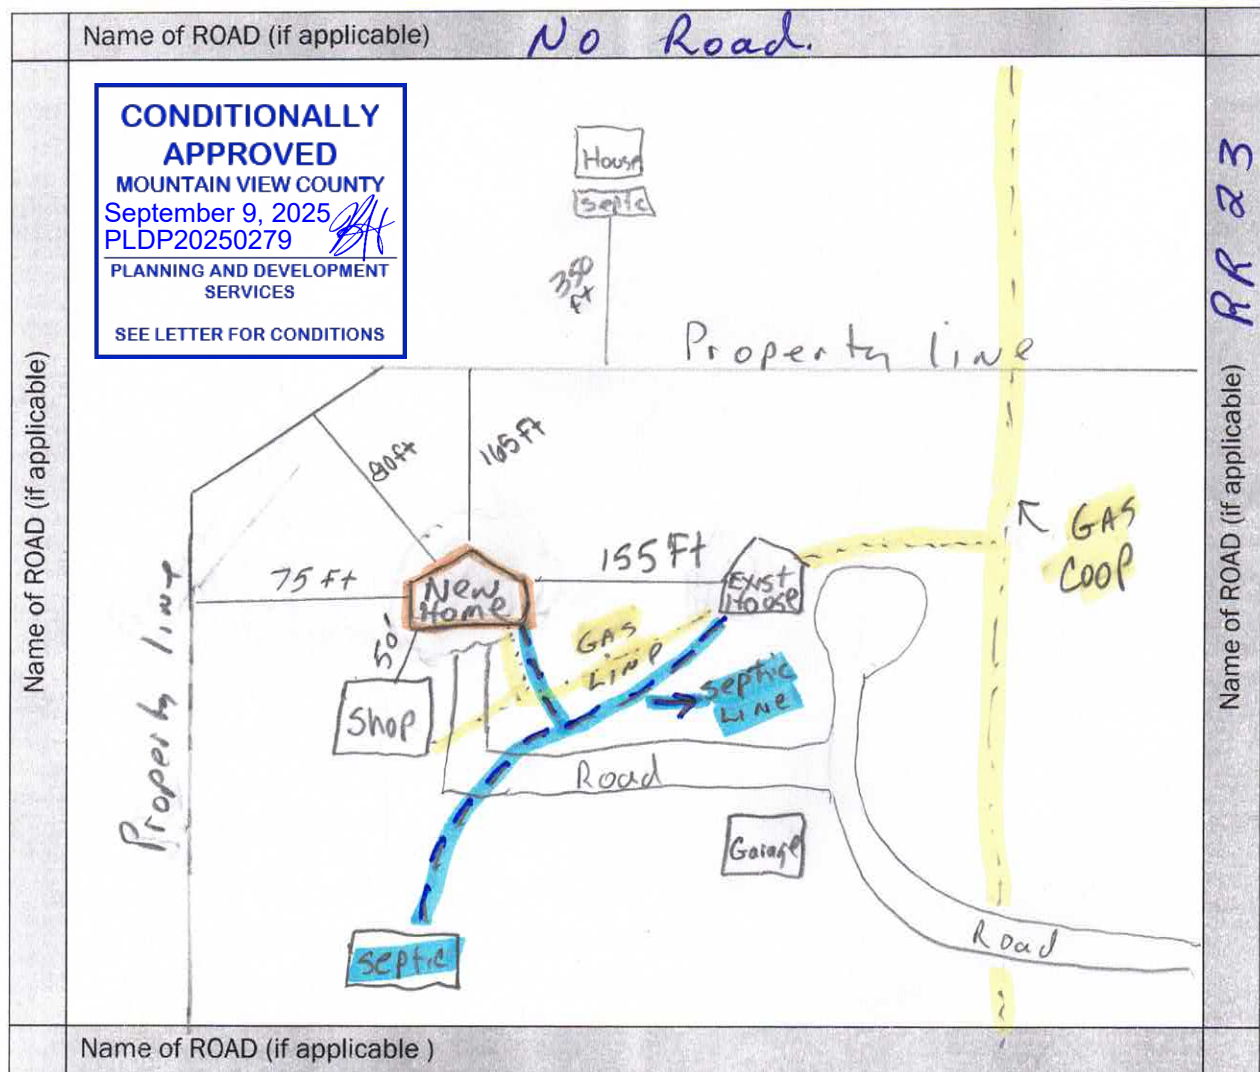 Name of ROAD (if applicable) No Road.
CONDITIONALLY
APPROVED
MOUNTAIN VIEW COUNTY
September 9, 2025
PLDP20250279
PLANNING AND DEVELOPMENT
SERVICES
SEE LETTER FOR CONDITIONS
House
Septic
350
ft
Property line
RR 23
Name of ROAD (if applicable)
Name of ROAD (if applicable)
80ft
165ft
GAS
COOP
155 Ft
75 ft
New
Home
Exist
House
50'
GAS
LINE
Septic
LINE
Shop
Property line
Road
Garage
Road
Septic
Name of ROAD (if applicable )